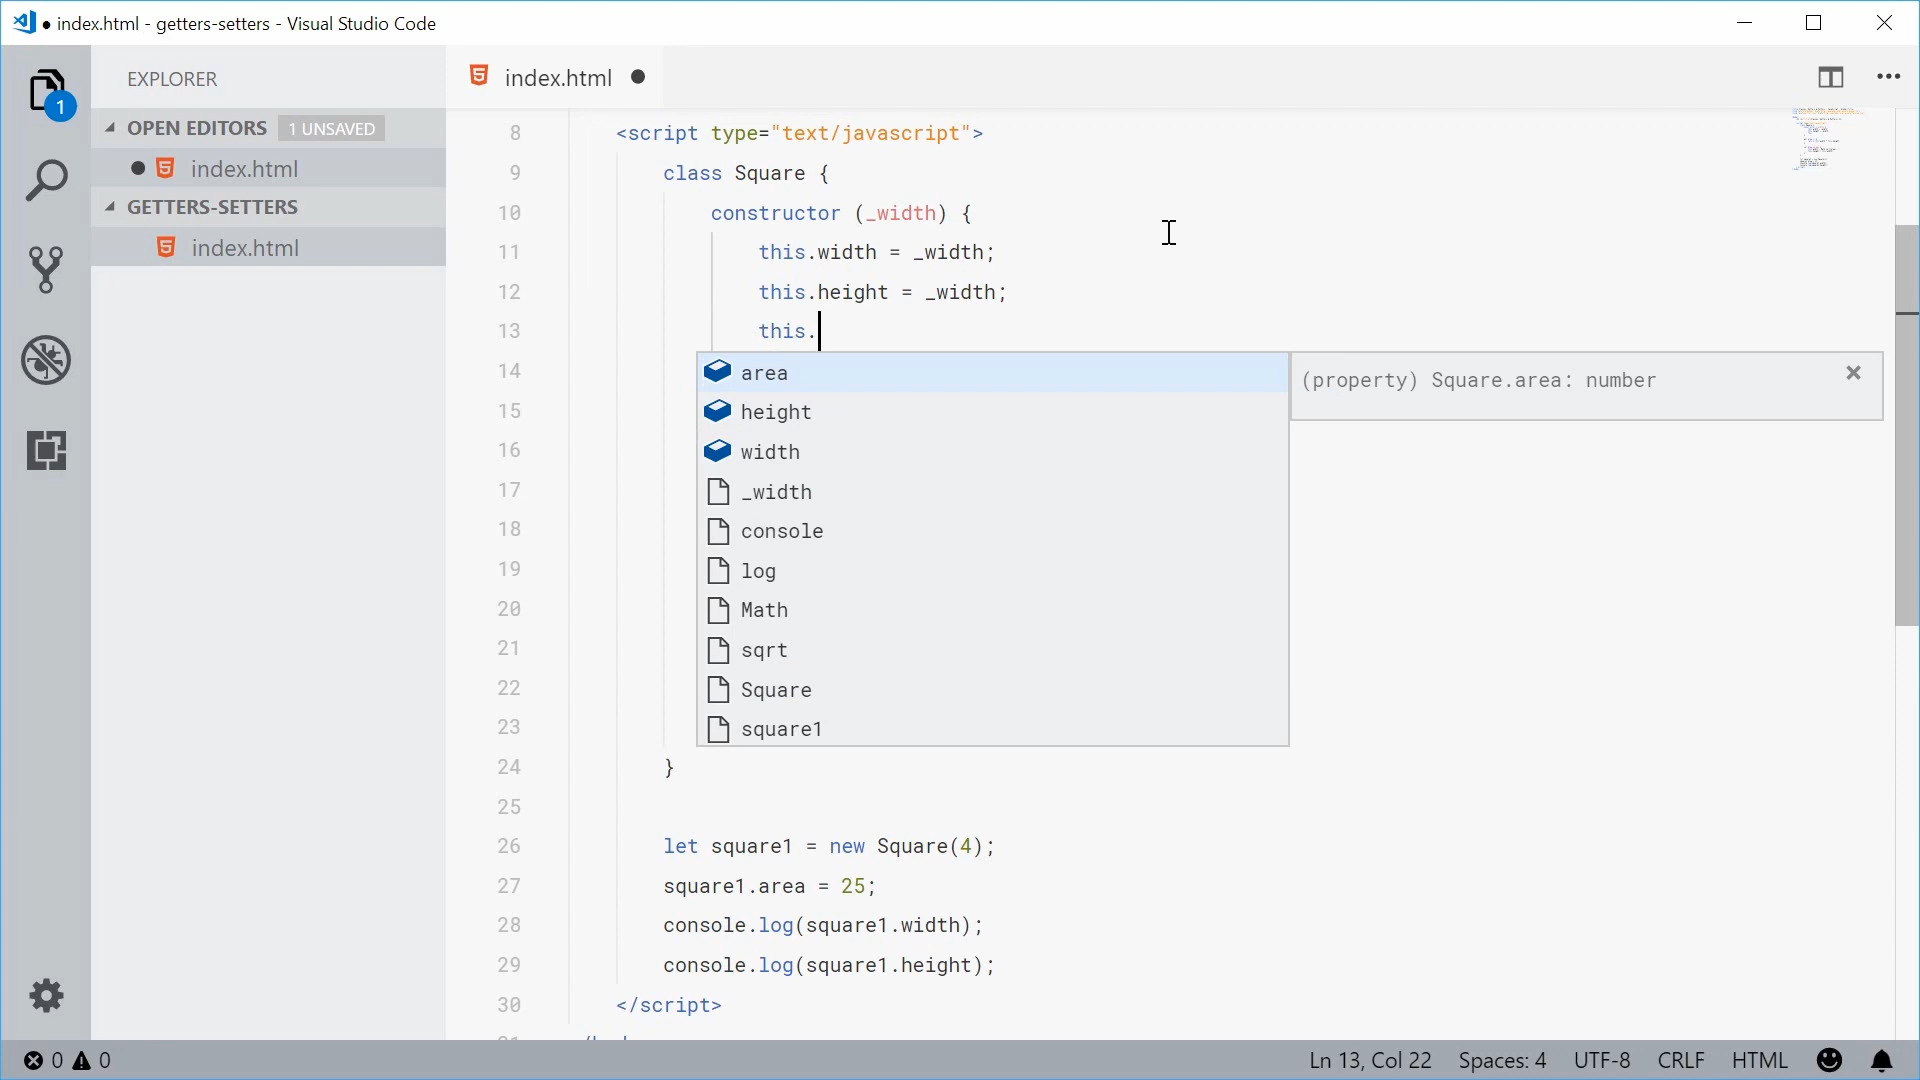 ● index.html - getters-setters - Visual Studio Code
EXPLORER
OPEN EDITORS 1 UNSAVED
● index.html
GETTERS-SETTERS
index.html
1
index.html ●
8 <script type="text/javascript">
9 class Square {
10 constructor (_width) {
11 this.width = _width;
12 this.height = _width;
13 this.
14
15
16
17
18
19
20
21
22
23
area
height
width
_width
console
log
Math
sqrt
Square
square1
(property) Square.area: number
24 }
25
26 let square1 = new Square(4);
27 square1.area = 25;
28 console.log(square1.width);
29 console.log(square1.height);
30 </script>
0 0
Ln 13, Col 22 Spaces: 4 UTF-8 CRLF HTML